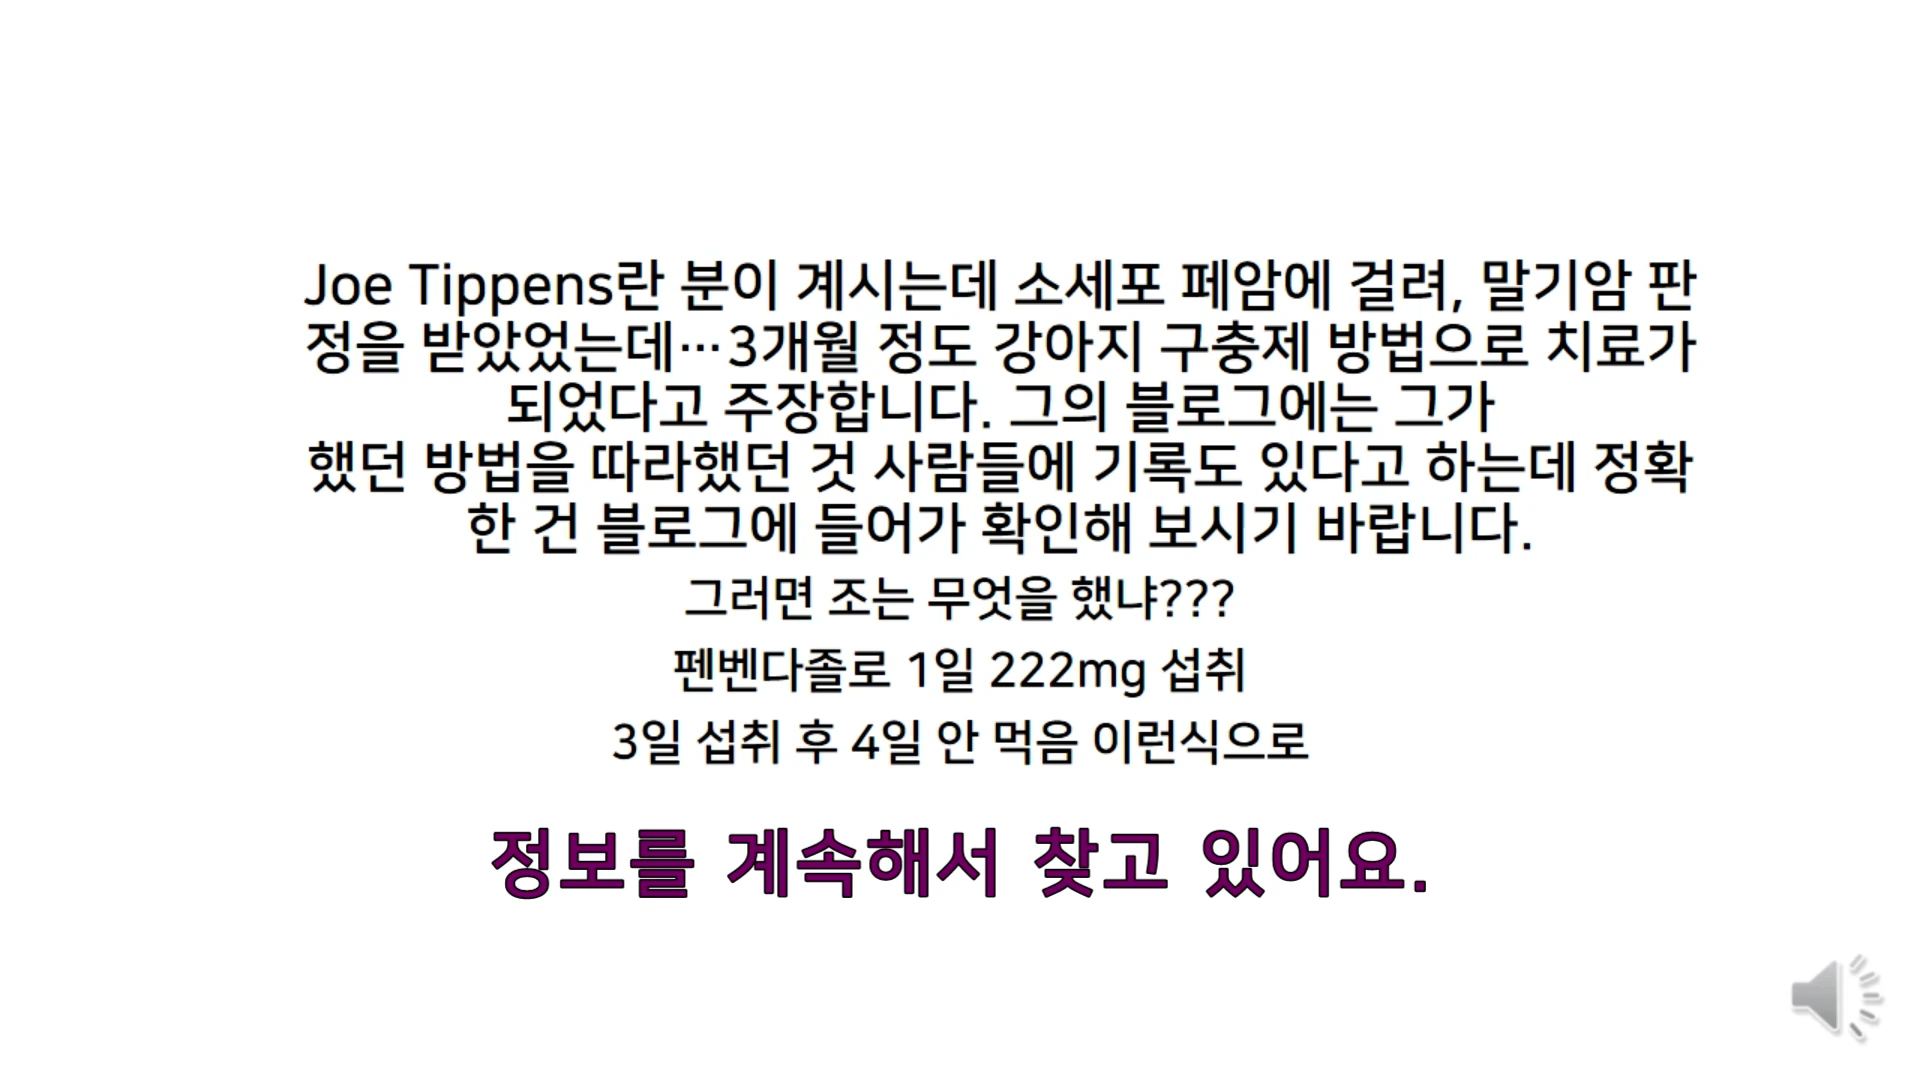 Joe Tippens란 분이 계시는데 소세포 페암에 걸려, 말기암 판
정을 받았었는데…3개월 정도 강아지 구충제 방법으로 치료가
되었다고 주장합니다. 그의 블로그에는 그가
했던 방법을 따라했던 것 사람들에 기록도 있다고 하는데 정확
한 건 블로그에 들어가 확인해 보시기 바랍니다.
그러면 조는 무엇을 했냐???
펜벤다졸로 1일 222mg 섭취
3일 섭취 후 4일 안 먹음 이런식으로
정보를 계속해서 찾고 있어요.